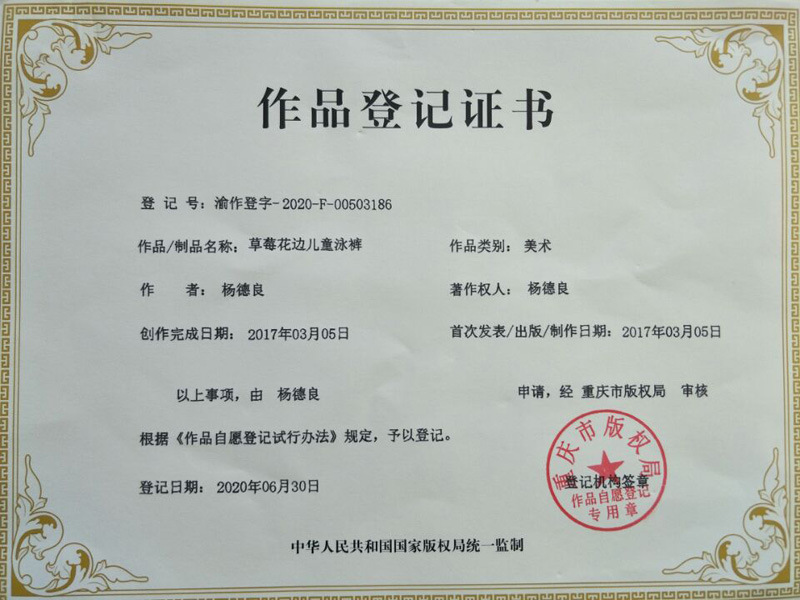 作品登记证书
登 记 号：渝作登字-2020-F-00503186
作品/制品名称：草莓花边儿童泳裤 作品类别：美术
作 者：杨德良 著作权人：杨德良
创作完成日期：2017年03月05日 首次发表/出版/制作日期：2017年03月05日
以上事项，由 杨德良 申请，经 重庆市版权局 审核
根据《作品自愿登记试行办法》规定，予以登记。
登记日期：2020年06月30日
重庆市版权局
登记机构签章
作品自愿登记
专用章
中华人民共和国国家版权局统一监制